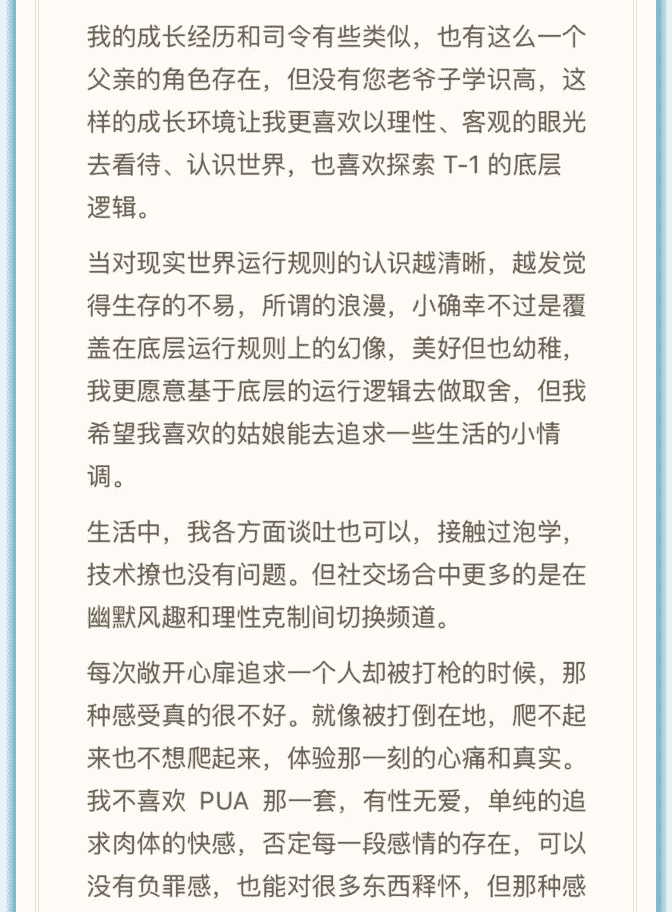 我的成长经历和司令有些类似，也有这么一个
父亲的角色存在，但没有您老爷子学识高，这
样的成长环境让我更喜欢以理性、客观的眼光
去看待、认识世界，也喜欢探索 T-1 的底层
逻辑。
当对现实世界运行规则的认识越清晰，越发觉
得生存的不易，所谓的浪漫，小确幸不过是覆
盖在底层运行规则上的幻像，美好但也幼稚，
我更愿意基于底层的运行逻辑去做取舍，但我
希望我喜欢的姑娘能去追求一些生活的小情
调。
生活中，我各方面谈吐也可以，接触过泡学，
技术撩也没有问题。但社交场合中更多的是在
幽默风趣和理性克制间切换频道。
每次敞开心扉追求一个人却被打枪的时候，那
种感受真的很不好。就像被打倒在地，爬不起
来也不想爬起来，体验那一刻的心痛和真实。
我不喜欢 PUA 那一套，有性无爱，单纯的追
求肉体的快感，否定每一段感情的存在，可以
没有负罪感，也能对很多东西释怀，但那种感